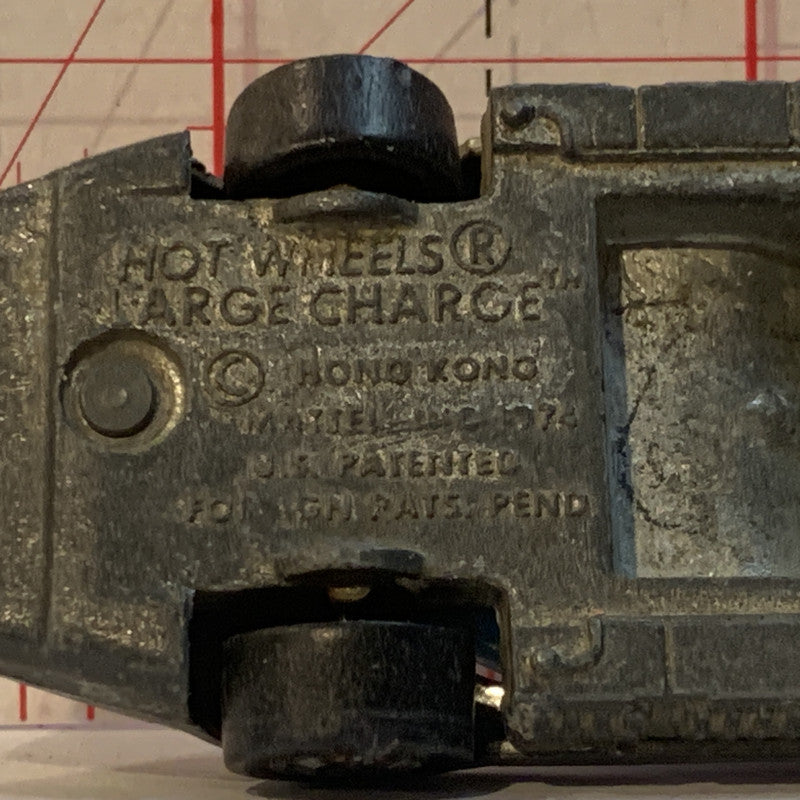 HOT WHEELS®
LARGE CHARGE™
© HONG KONG
MATTEL INC 1974
U.S. PATENTED
FOREIGN PATS. PEND